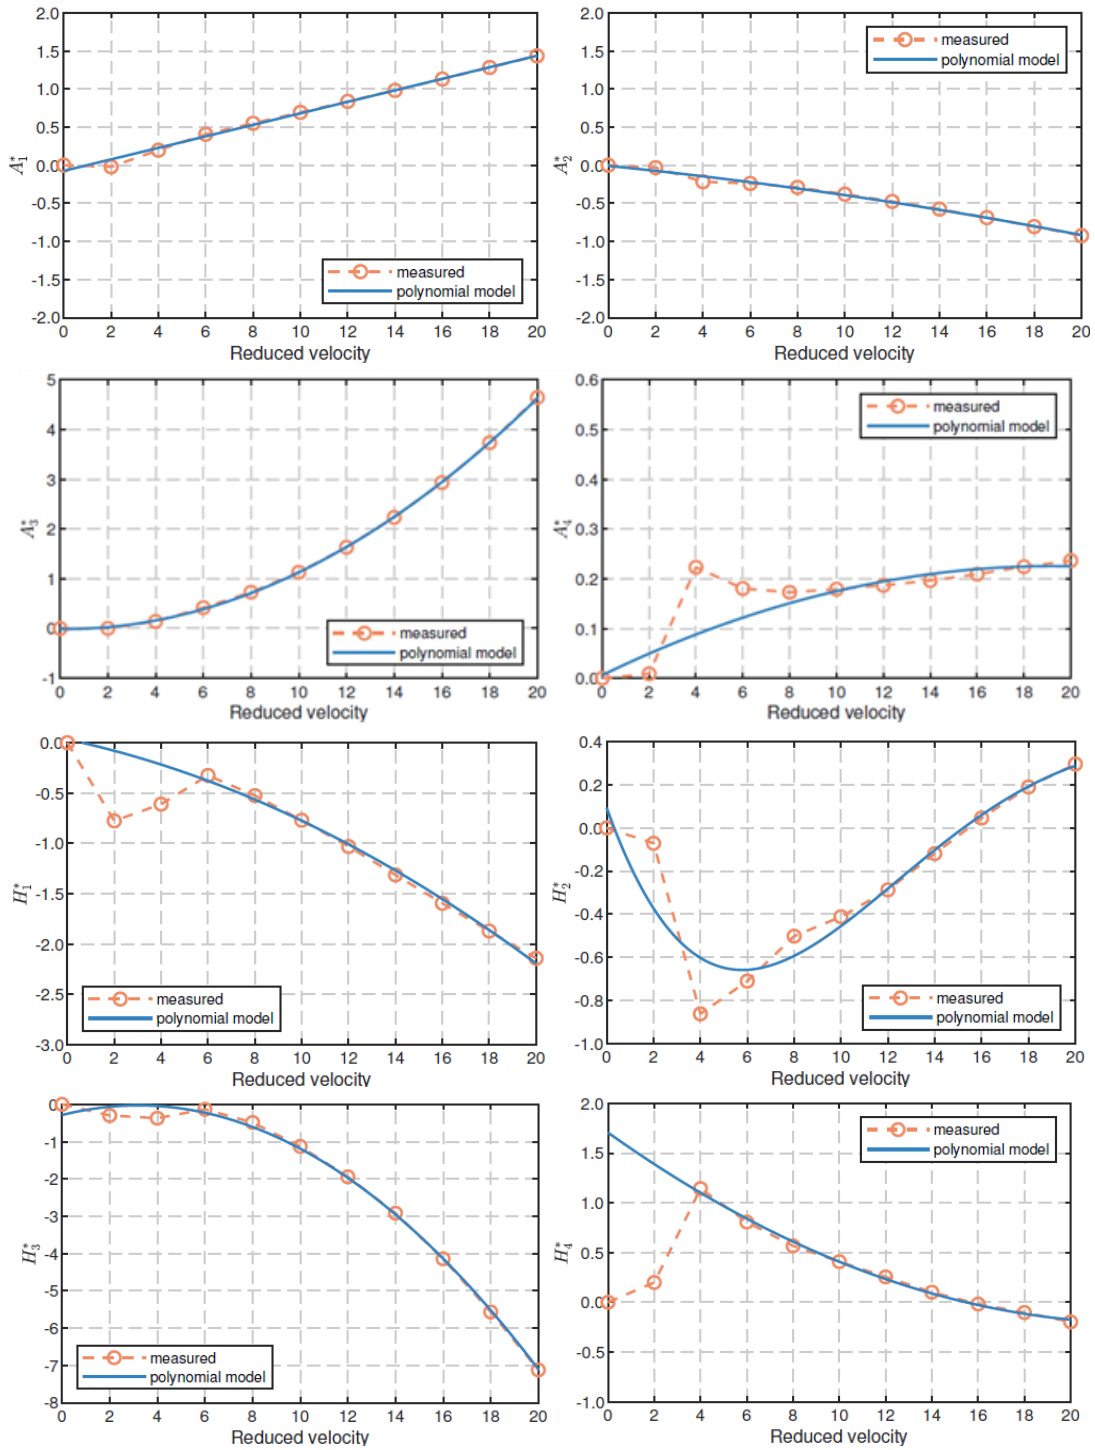 2.0
1.5
1.0
0.5
0.0
-0.5
-1.0
-1.5
-2.0
A₁*
measured
polynomial model
0 2 4 6 8 10 12 14 16 18 20
Reduced velocity
2.0
1.5
1.0
0.5
0.0
-0.5
-1.0
-1.5
-2.0
A₂*
measured
polynomial model
0 2 4 6 8 10 12 14 16 18 20
Reduced velocity
5
4
3
2
1
0
-1
A₃*
measured
polynomial model
0 2 4 6 8 10 12 14 16 18 20
Reduced velocity
0.6
0.5
0.4
0.3
0.2
0.1
0.0
A₄*
measured
polynomial model
0 2 4 6 8 10 12 14 16 18 20
Reduced velocity
0.0
-0.5
-1.0
-1.5
-2.0
-2.5
-3.0
H₁*
measured
polynomial model
0 2 4 6 8 10 12 14 16 18 20
Reduced velocity
0.4
0.2
0.0
-0.2
-0.4
-0.6
-0.8
-1.0
H₂*
measured
polynomial model
0 2 4 6 8 10 12 14 16 18 20
Reduced velocity
0
-1
-2
-3
-4
-5
-6
-7
-8
H₃*
measured
polynomial model
0 2 4 6 8 10 12 14 16 18 20
Reduced velocity
2.0
1.5
1.0
0.5
0.0
-0.5
-1.0
H₄*
measured
polynomial model
0 2 4 6 8 10 12 14 16 18 20
Reduced velocity